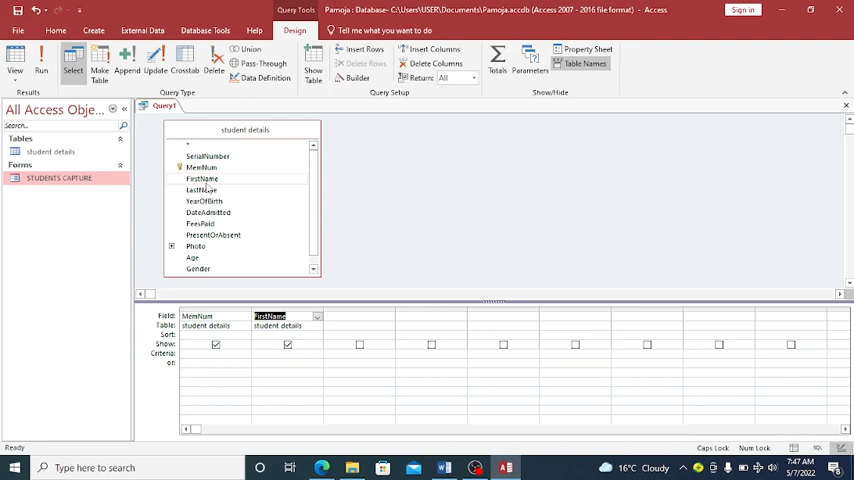 Query Tools
Pamoja : Database- C:\Users\USER\Documents\Pamoja.accdb (Access 2007 - 2016 file format) - Access
Sign in
File
Home
Create
External Data
Database Tools
Help
Design
Tell me what you want to do
View
Run
Select
Make Table
Append
Update
Crosstab
Delete
Union
Pass-Through
Data Definition
Show Table
Insert Rows
Delete Rows
Builder
Insert Columns
Delete Columns
Return: All
Totals
Parameters
Property Sheet
Table Names
Results
Query Type
Query Setup
Show/Hide
All Access Obje...
Search...
Tables
student details
Forms
STUDENTS CAPTURE
Query1
student details
*
SerialNumber
MemNum
FirstName
LastName
YearOfBirth
DateAdmitted
FeesPaid
PresentOrAbsent
Photo
Age
Gender
Field: MemNum FirstName
Table: student details student details
Sort:
Show:
Criteria:
or:
Ready
Caps Lock
Num Lock
SQL
Type here to search
16°C Cloudy
7:47 AM
5/7/2022